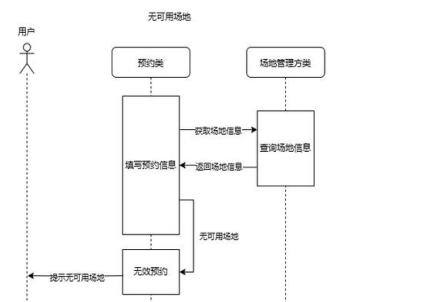 无可用场地
用户
预约类
场地管理方类
获取场地信息
填写预约信息
查询场地信息
返回场地信息
无可用场地
无效预约
提示无可用场地